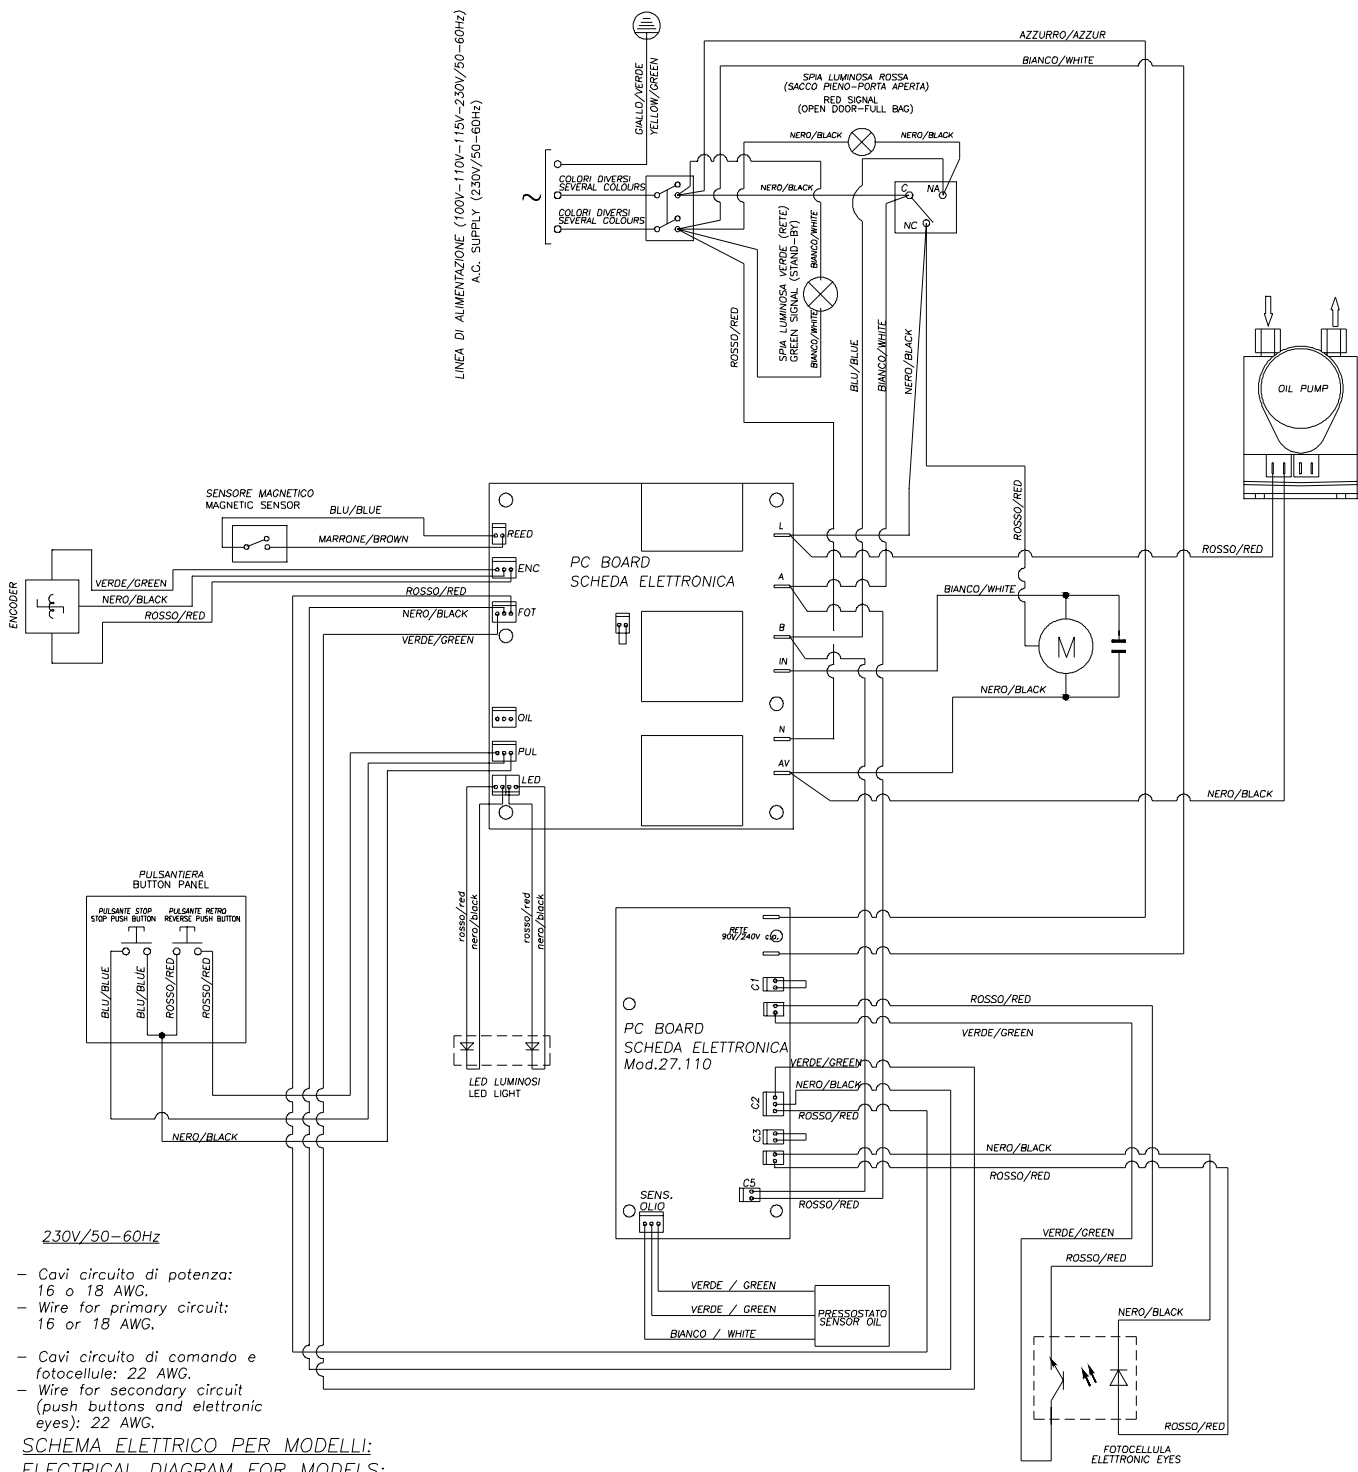 LINEA DI ALIMENTAZIONE (100V-110V-115V-230V/50-60Hz)
A.C. SUPPLY (230V/50-60Hz)
GIALLO/VERDE
YELLOW/GREEN
AZZURRO/AZZUR
BIANCO/WHITE
SPIA LUMINOSA ROSSA
(SACCO PIENO-PORTA APERTA)
RED SIGNAL
(OPEN DOOR-FULL BAG)
NERO/BLACK
NERO/BLACK
~
COLORI DIVERSI
SEVERAL COLOURS
COLORI DIVERSI
SEVERAL COLOURS
NERO/BLACK
C
NA
NC
SPIA LUMINOSA VERDE (RETE)
GREEN SIGNAL (STAND-BY)
BIANCO/WHITE
BIANCO/WHITE
ROSSO/RED
BLU/BLUE
BIANCO/WHITE
NERO/BLACK
OIL PUMP
SENSORE MAGNETICO
MAGNETIC SENSOR
BLU/BLUE
MARRONE/BROWN
REED
ENCODER
VERDE/GREEN
NERO/BLACK
ROSSO/RED
ENC
ROSSO/RED
NERO/BLACK
VERDE/GREEN
FOT
PC BOARD
SCHEDA ELETTRONICA
L
A
B
IN
N
AV
ROSSO/RED
ROSSO/RED
BIANCO/WHITE
M
NERO/BLACK
NERO/BLACK
OIL
PUL
LED
PULSANTIERA
BUTTON PANEL
PULSANTE STOP
STOP PUSH BUTTON
PULSANTE RETRO
REVERSE PUSH BUTTON
BLU/BLUE
BLU/BLUE
ROSSO/RED
ROSSO/RED
NERO/BLACK
rosso/red
nero/black
rosso/red
nero/black
LED LUMINOSI
LED LIGHT
RETE
90V/240V c.a.
C1
PC BOARD
SCHEDA ELETTRONICA
Mod.27.110
ROSSO/RED
VERDE/GREEN
VERDE/GREEN
NERO/BLACK
ROSSO/RED
C2
C3
NERO/BLACK
ROSSO/RED
C5
ROSSO/RED
SENS.
OLIO
VERDE / GREEN
VERDE / GREEN
BIANCO / WHITE
PRESSOSTATO
SENSOR OIL
VERDE/GREEN
ROSSO/RED
NERO/BLACK
ROSSO/RED
FOTOCELLULA
ELETTRONIC EYES
230V/50-60Hz
- Cavi circuito di potenza:
16 o 18 AWG.
- Wire for primary circuit:
16 or 18 AWG.
- Cavi circuito di comando e
fotocellule: 22 AWG.
- Wire for secondary circuit
(push buttons and elettronic
eyes): 22 AWG.
SCHEMA ELETTRICO PER MODELLI:
ELECTRICAL DIAGRAM FOR MODELS: